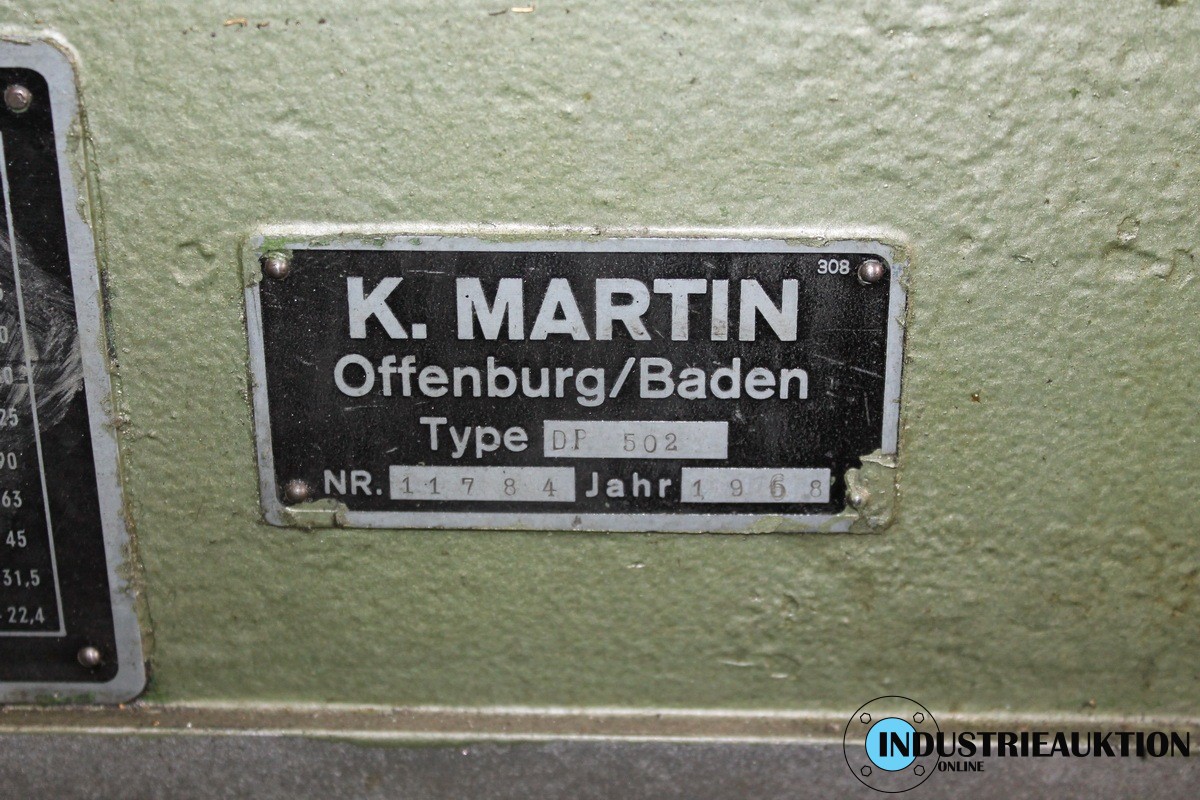 308
K. MARTIN
Offenburg/Baden
Type DP 502
NR. 11784 Jahr 1968
25
90
63
45
31,5
22,4
INDUSTRIEAUKTION
ONLINE